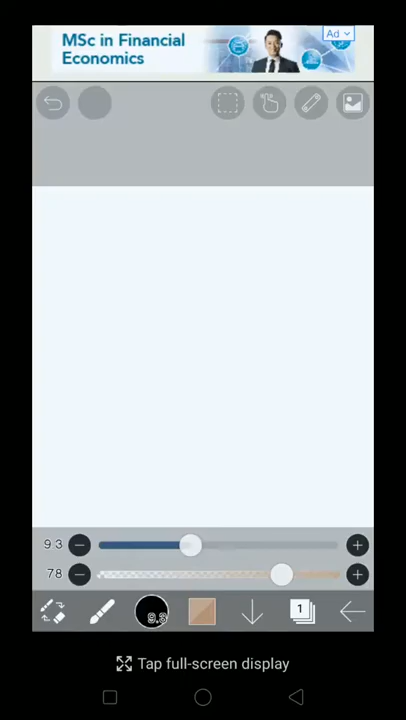 MSc in Financial
Economics
Ad
9.3
78
9.3
1
Tap full-screen display